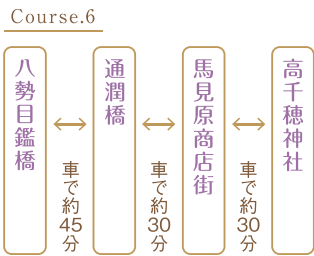 Course.6
八勢目鑑橋
車で約45分
通潤橋
車で約30分
馬見原商店街
車で約30分
高千穂神社